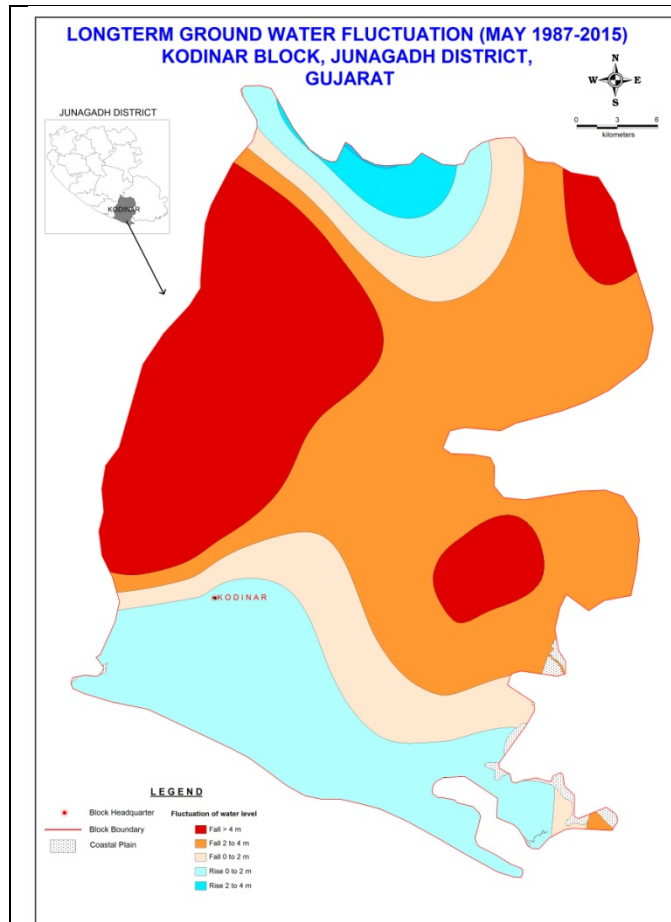 LONGTERM GROUND WATER FLUCTUATION (MAY 1987-2015)
KODINAR BLOCK, JUNAGADH DISTRICT,
GUJARAT
N
W E
S
0 3 6
kilometers
JUNAGADH DISTRICT
KODINAR
KODINAR
LEGEND
Block Headquarter
Block Boundary
Coastal Plain
Fluctuation of water level
Fall > 4 m
Fall 2 to 4 m
Fall 0 to 2 m
Rise 0 to 2 m
Rise 2 to 4 m